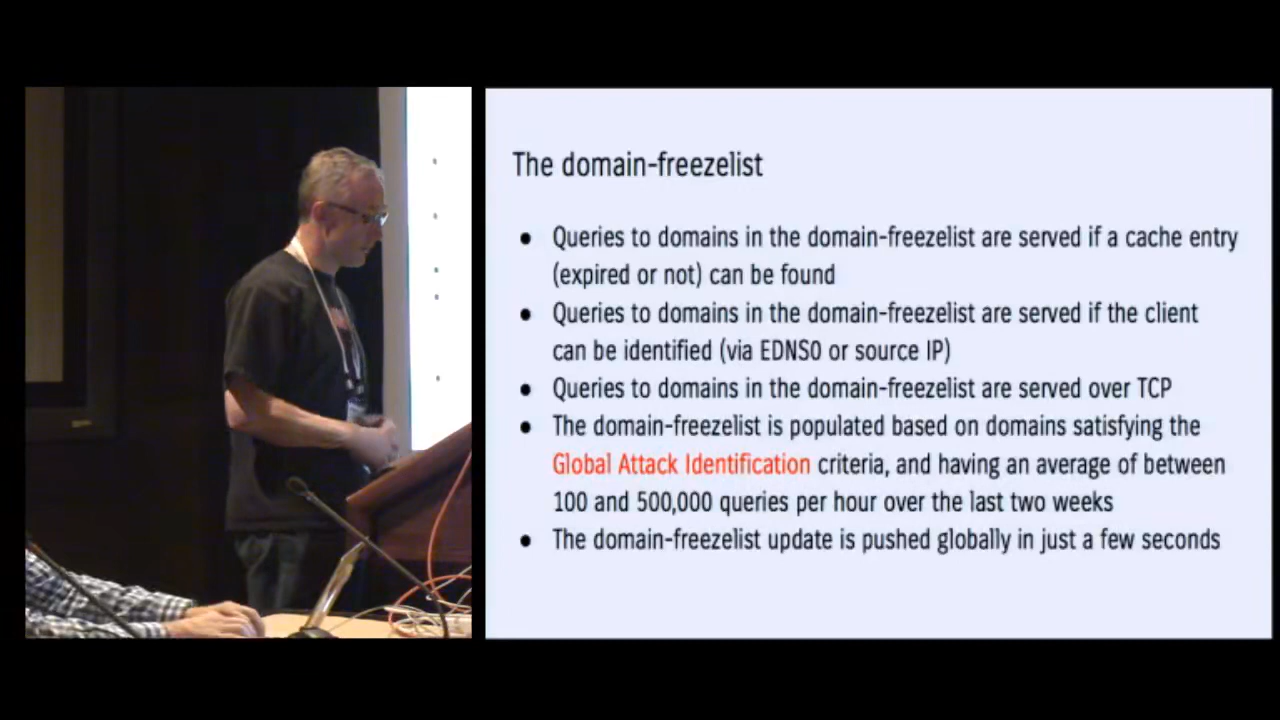 The domain-freezelist
● Queries to domains in the domain-freezelist are served if a cache entry
(expired or not) can be found
● Queries to domains in the domain-freezelist are served if the client
can be identified (via EDNS0 or source IP)
● Queries to domains in the domain-freezelist are served over TCP
● The domain-freezelist is populated based on domains satisfying the
Global Attack Identification criteria, and having an average of between
100 and 500,000 queries per hour over the last two weeks
● The domain-freezelist update is pushed globally in just a few seconds